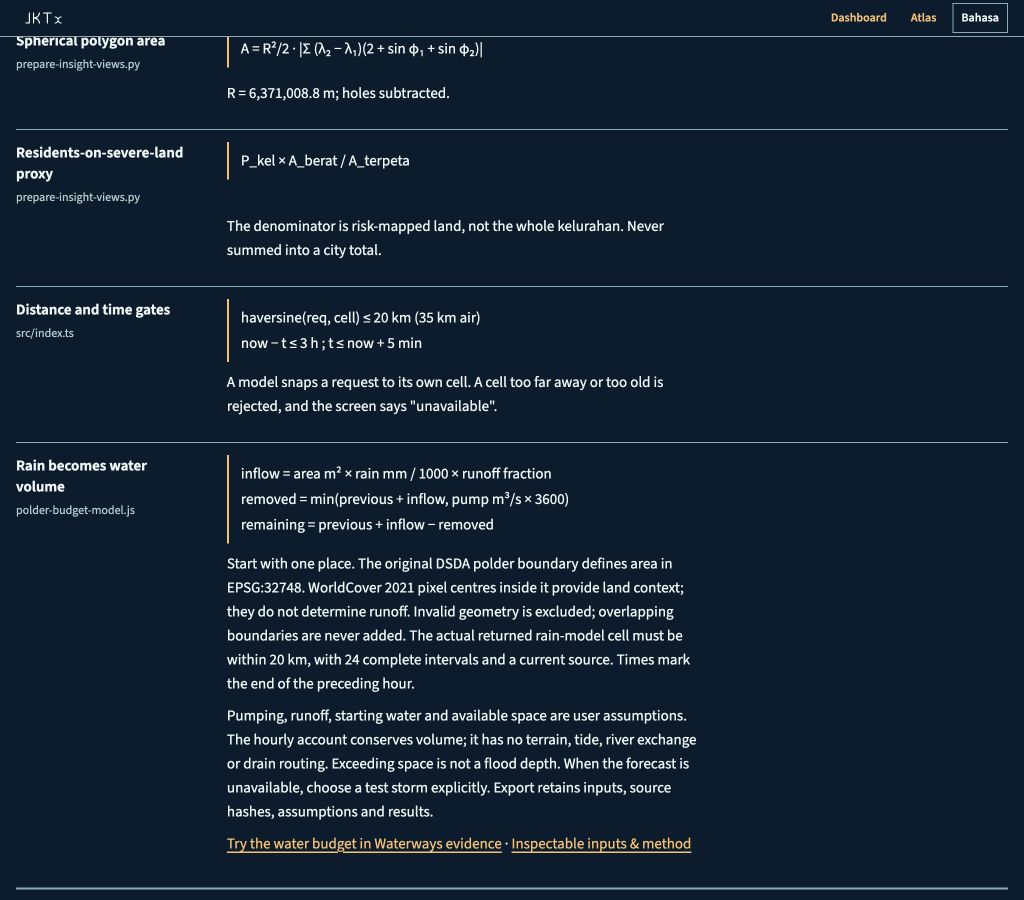 JKTx
Dashboard
Atlas
Bahasa
Spherical polygon area
prepare-insight-views.py
A = R²/2 · |Σ (λ₂ − λ₁)(2 + sin ϕ₁ + sin ϕ₂)|
R = 6,371,008.8 m; holes subtracted.
Residents-on-severe-land
proxy
prepare-insight-views.py
P_kel × A_berat / A_terpeta
The denominator is risk-mapped land, not the whole kelurahan. Never
summed into a city total.
Distance and time gates
src/index.ts
haversine(req, cell) ≤ 20 km (35 km air)
now − t ≤ 3 h ; t ≤ now + 5 min
A model snaps a request to its own cell. A cell too far away or too old is
rejected, and the screen says "unavailable".
Rain becomes water
volume
polder-budget-model.js
inflow = area m² × rain mm / 1000 × runoff fraction
removed = min(previous + inflow, pump m³/s × 3600)
remaining = previous + inflow − removed
Start with one place. The original DSDA polder boundary defines area in
EPSG:32748. WorldCover 2021 pixel centres inside it provide land context;
they do not determine runoff. Invalid geometry is excluded; overlapping
boundaries are never added. The actual returned rain-model cell must be
within 20 km, with 24 complete intervals and a current source. Times mark
the end of the preceding hour.
Pumping, runoff, starting water and available space are user assumptions.
The hourly account conserves volume; it has no terrain, tide, river exchange
or drain routing. Exceeding space is not a flood depth. When the forecast is
unavailable, choose a test storm explicitly. Export retains inputs, source
hashes, assumptions and results.
Try the water budget in Waterways evidence · Inspectable inputs & method